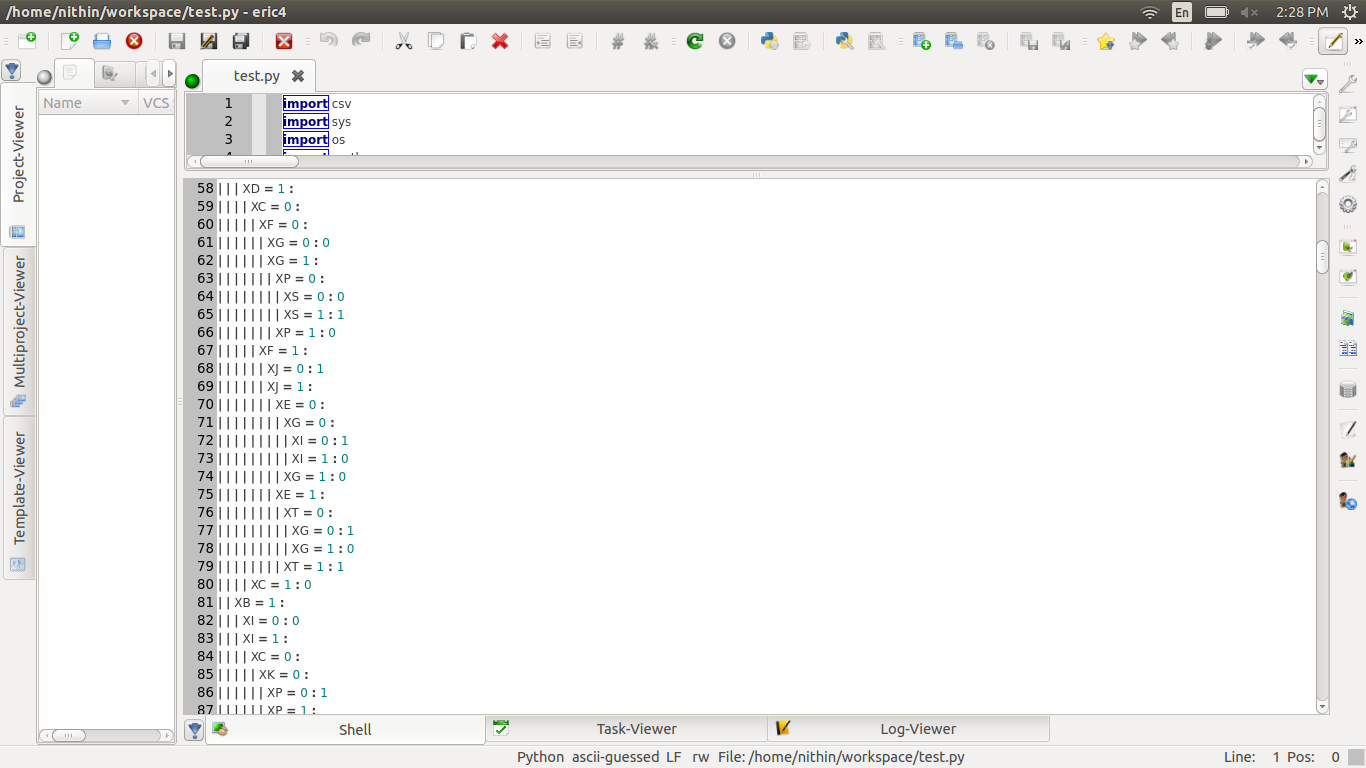 /home/nithin/workspace/test.py - eric4
En
2:28 PM
test.py
Name
VCS
Project-Viewer
Multiproject-Viewer
Template-Viewer
1 import csv
2 import sys
3 import os
58 | | | XD = 1 :
59 | | | | XC = 0 :
60 | | | | | XF = 0 :
61 | | | | | | XG = 0 : 0
62 | | | | | | XG = 1 :
63 | | | | | | | XP = 0 :
64 | | | | | | | | XS = 0 : 0
65 | | | | | | | | XS = 1 : 1
66 | | | | | | | XP = 1 : 0
67 | | | | | XF = 1 :
68 | | | | | | XJ = 0 : 1
69 | | | | | | XJ = 1 :
70 | | | | | | | XE = 0 :
71 | | | | | | | | XG = 0 :
72 | | | | | | | | | XI = 0 : 1
73 | | | | | | | | | XI = 1 : 0
74 | | | | | | | | XG = 1 : 0
75 | | | | | | | XE = 1 :
76 | | | | | | | | XT = 0 :
77 | | | | | | | | | XG = 0 : 1
78 | | | | | | | | | XG = 1 : 0
79 | | | | | | | | XT = 1 : 1
80 | | | | XC = 1 : 0
81 | | XB = 1 :
82 | | | XI = 0 : 0
83 | | | XI = 1 :
84 | | | | XC = 0 :
85 | | | | | XK = 0 :
86 | | | | | | XP = 0 : 1
87 | | | | | | XP = 1 :
Shell
Task-Viewer
Log-Viewer
Python ascii-guessed LF rw File: /home/nithin/workspace/test.py
Line: 1 Pos: 0